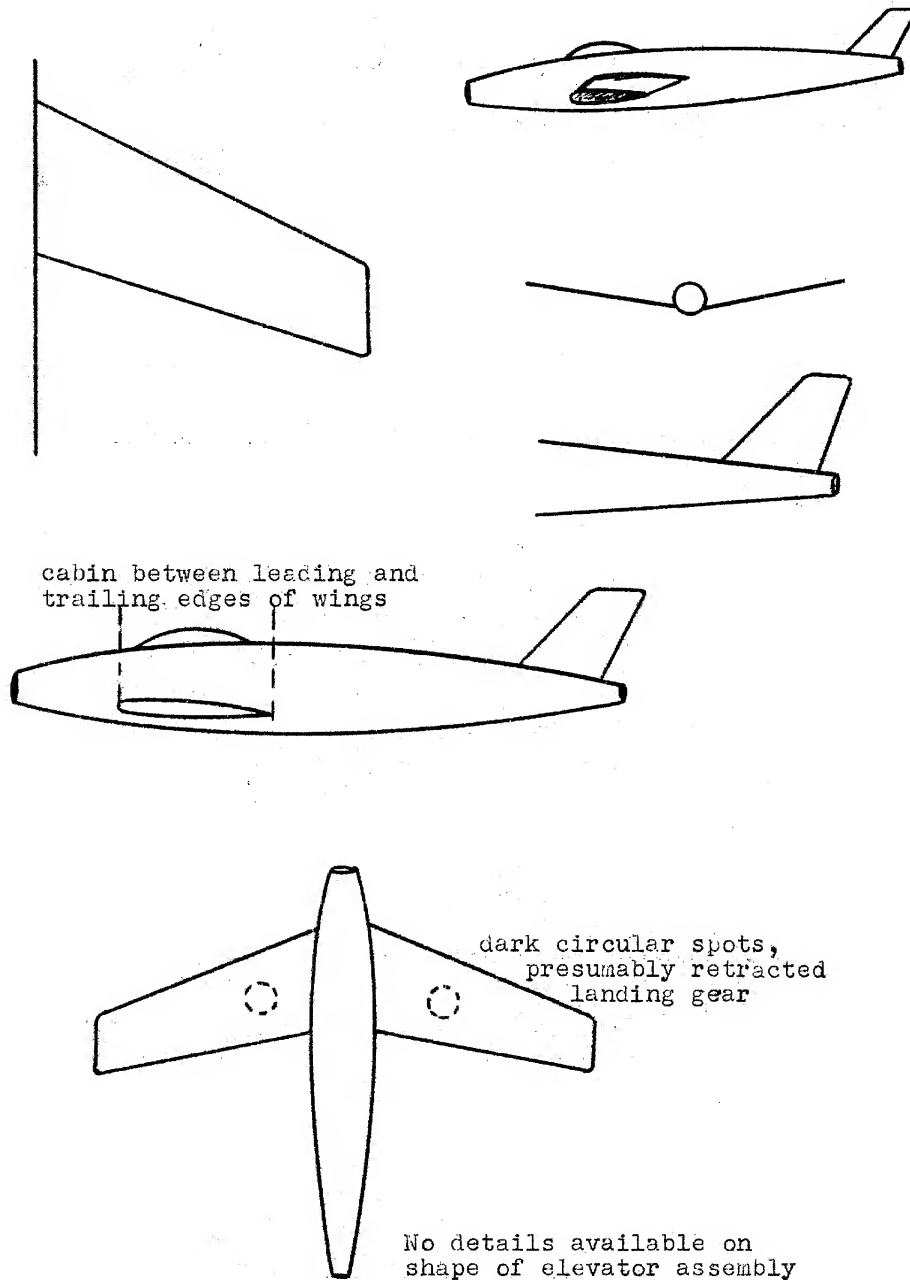 cabin between leading and
trailing edges of wings
dark circular spots,
presumably retracted
landing gear
No details available on
shape of elevator assembly